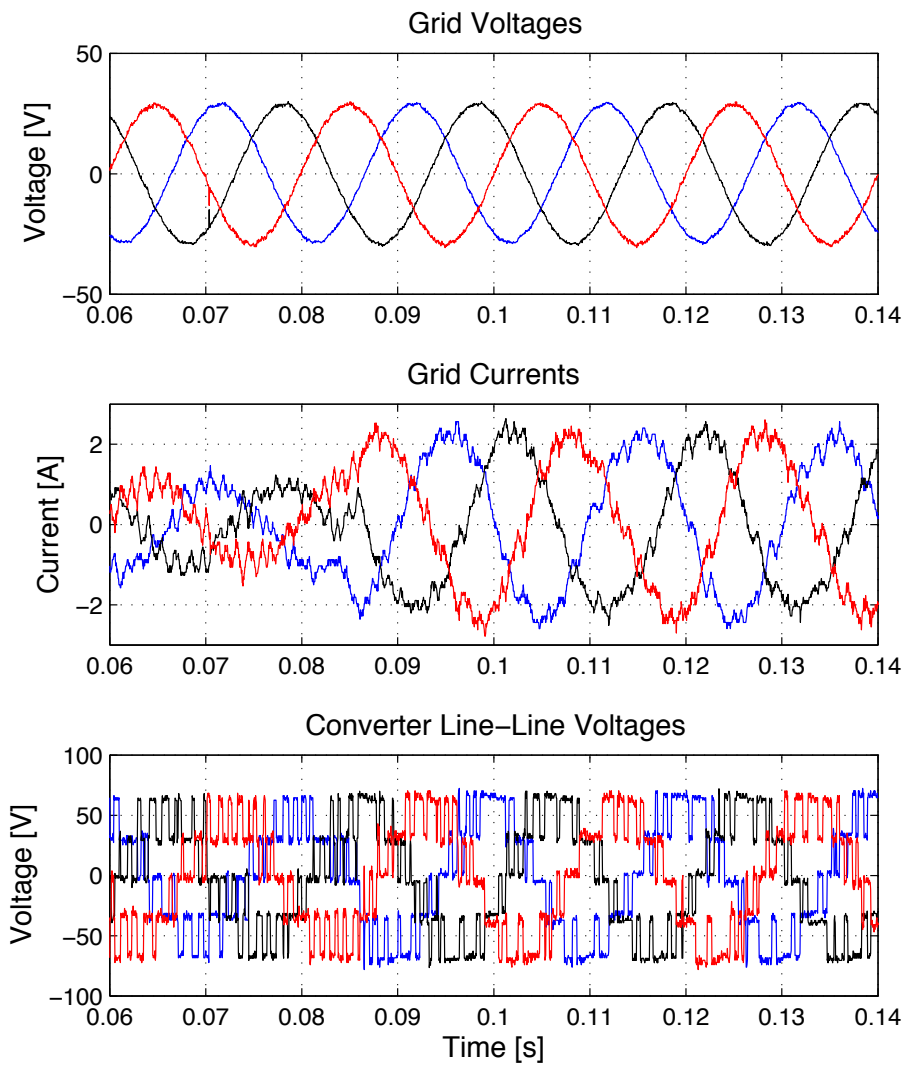 Grid Voltages
Voltage [V]
50
0
−50
0.06 0.07 0.08 0.09 0.1 0.11 0.12 0.13 0.14
Grid Currents
Current [A]
2
0
−2
0.06 0.07 0.08 0.09 0.1 0.11 0.12 0.13 0.14
Converter Line−Line Voltages
Voltage [V]
100
50
0
−50
−100
0.06 0.07 0.08 0.09 0.1 0.11 0.12 0.13 0.14
Time [s]